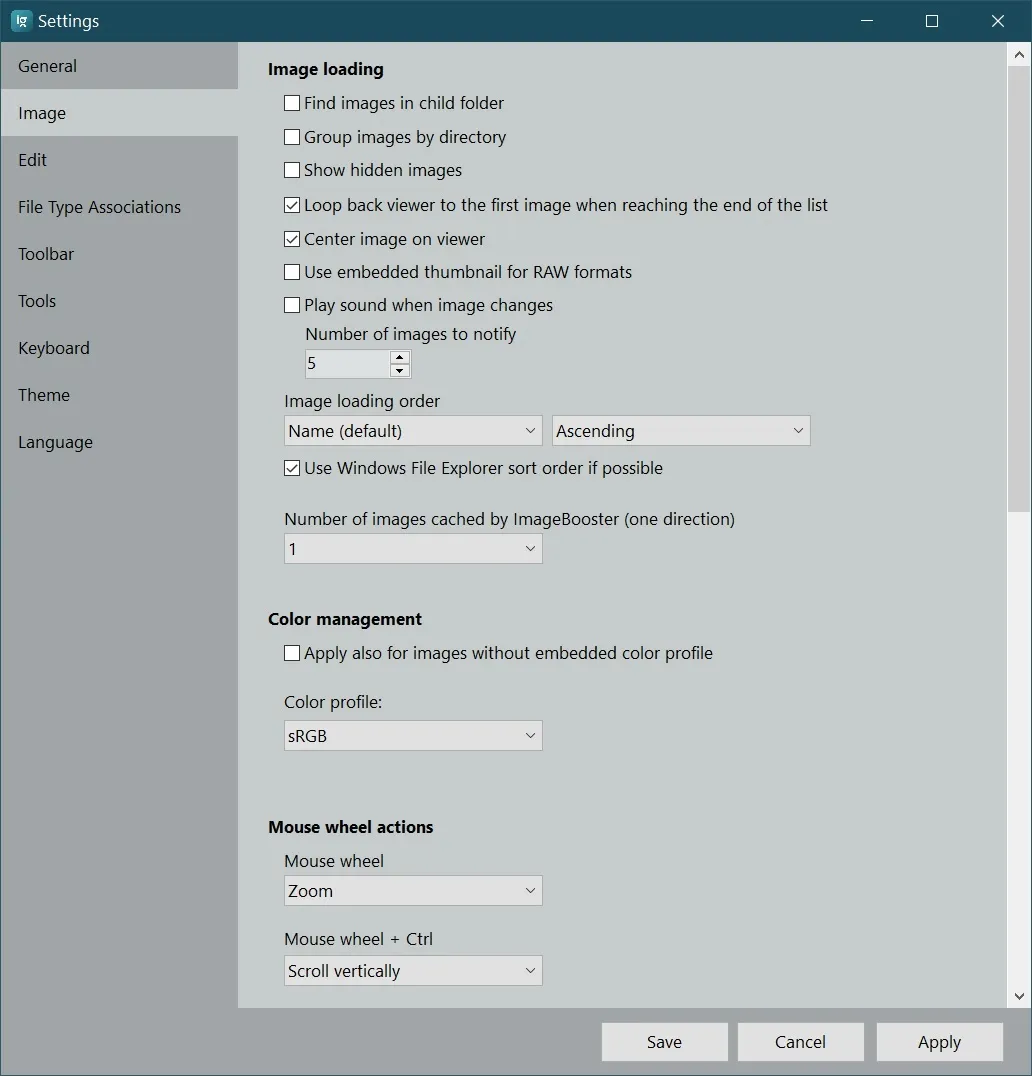 Ig Settings
General
Image
Edit
File Type Associations
Toolbar
Tools
Keyboard
Theme
Language
Image loading
Find images in child folder
Group images by directory
Show hidden images
Loop back viewer to the first image when reaching the end of the list
Center image on viewer
Use embedded thumbnail for RAW formats
Play sound when image changes
Number of images to notify
5
Image loading order
Name (default) Ascending
Use Windows File Explorer sort order if possible
Number of images cached by ImageBooster (one direction)
1
Color management
Apply also for images without embedded color profile
Color profile:
sRGB
Mouse wheel actions
Mouse wheel
Zoom
Mouse wheel + Ctrl
Scroll vertically
Save Cancel Apply